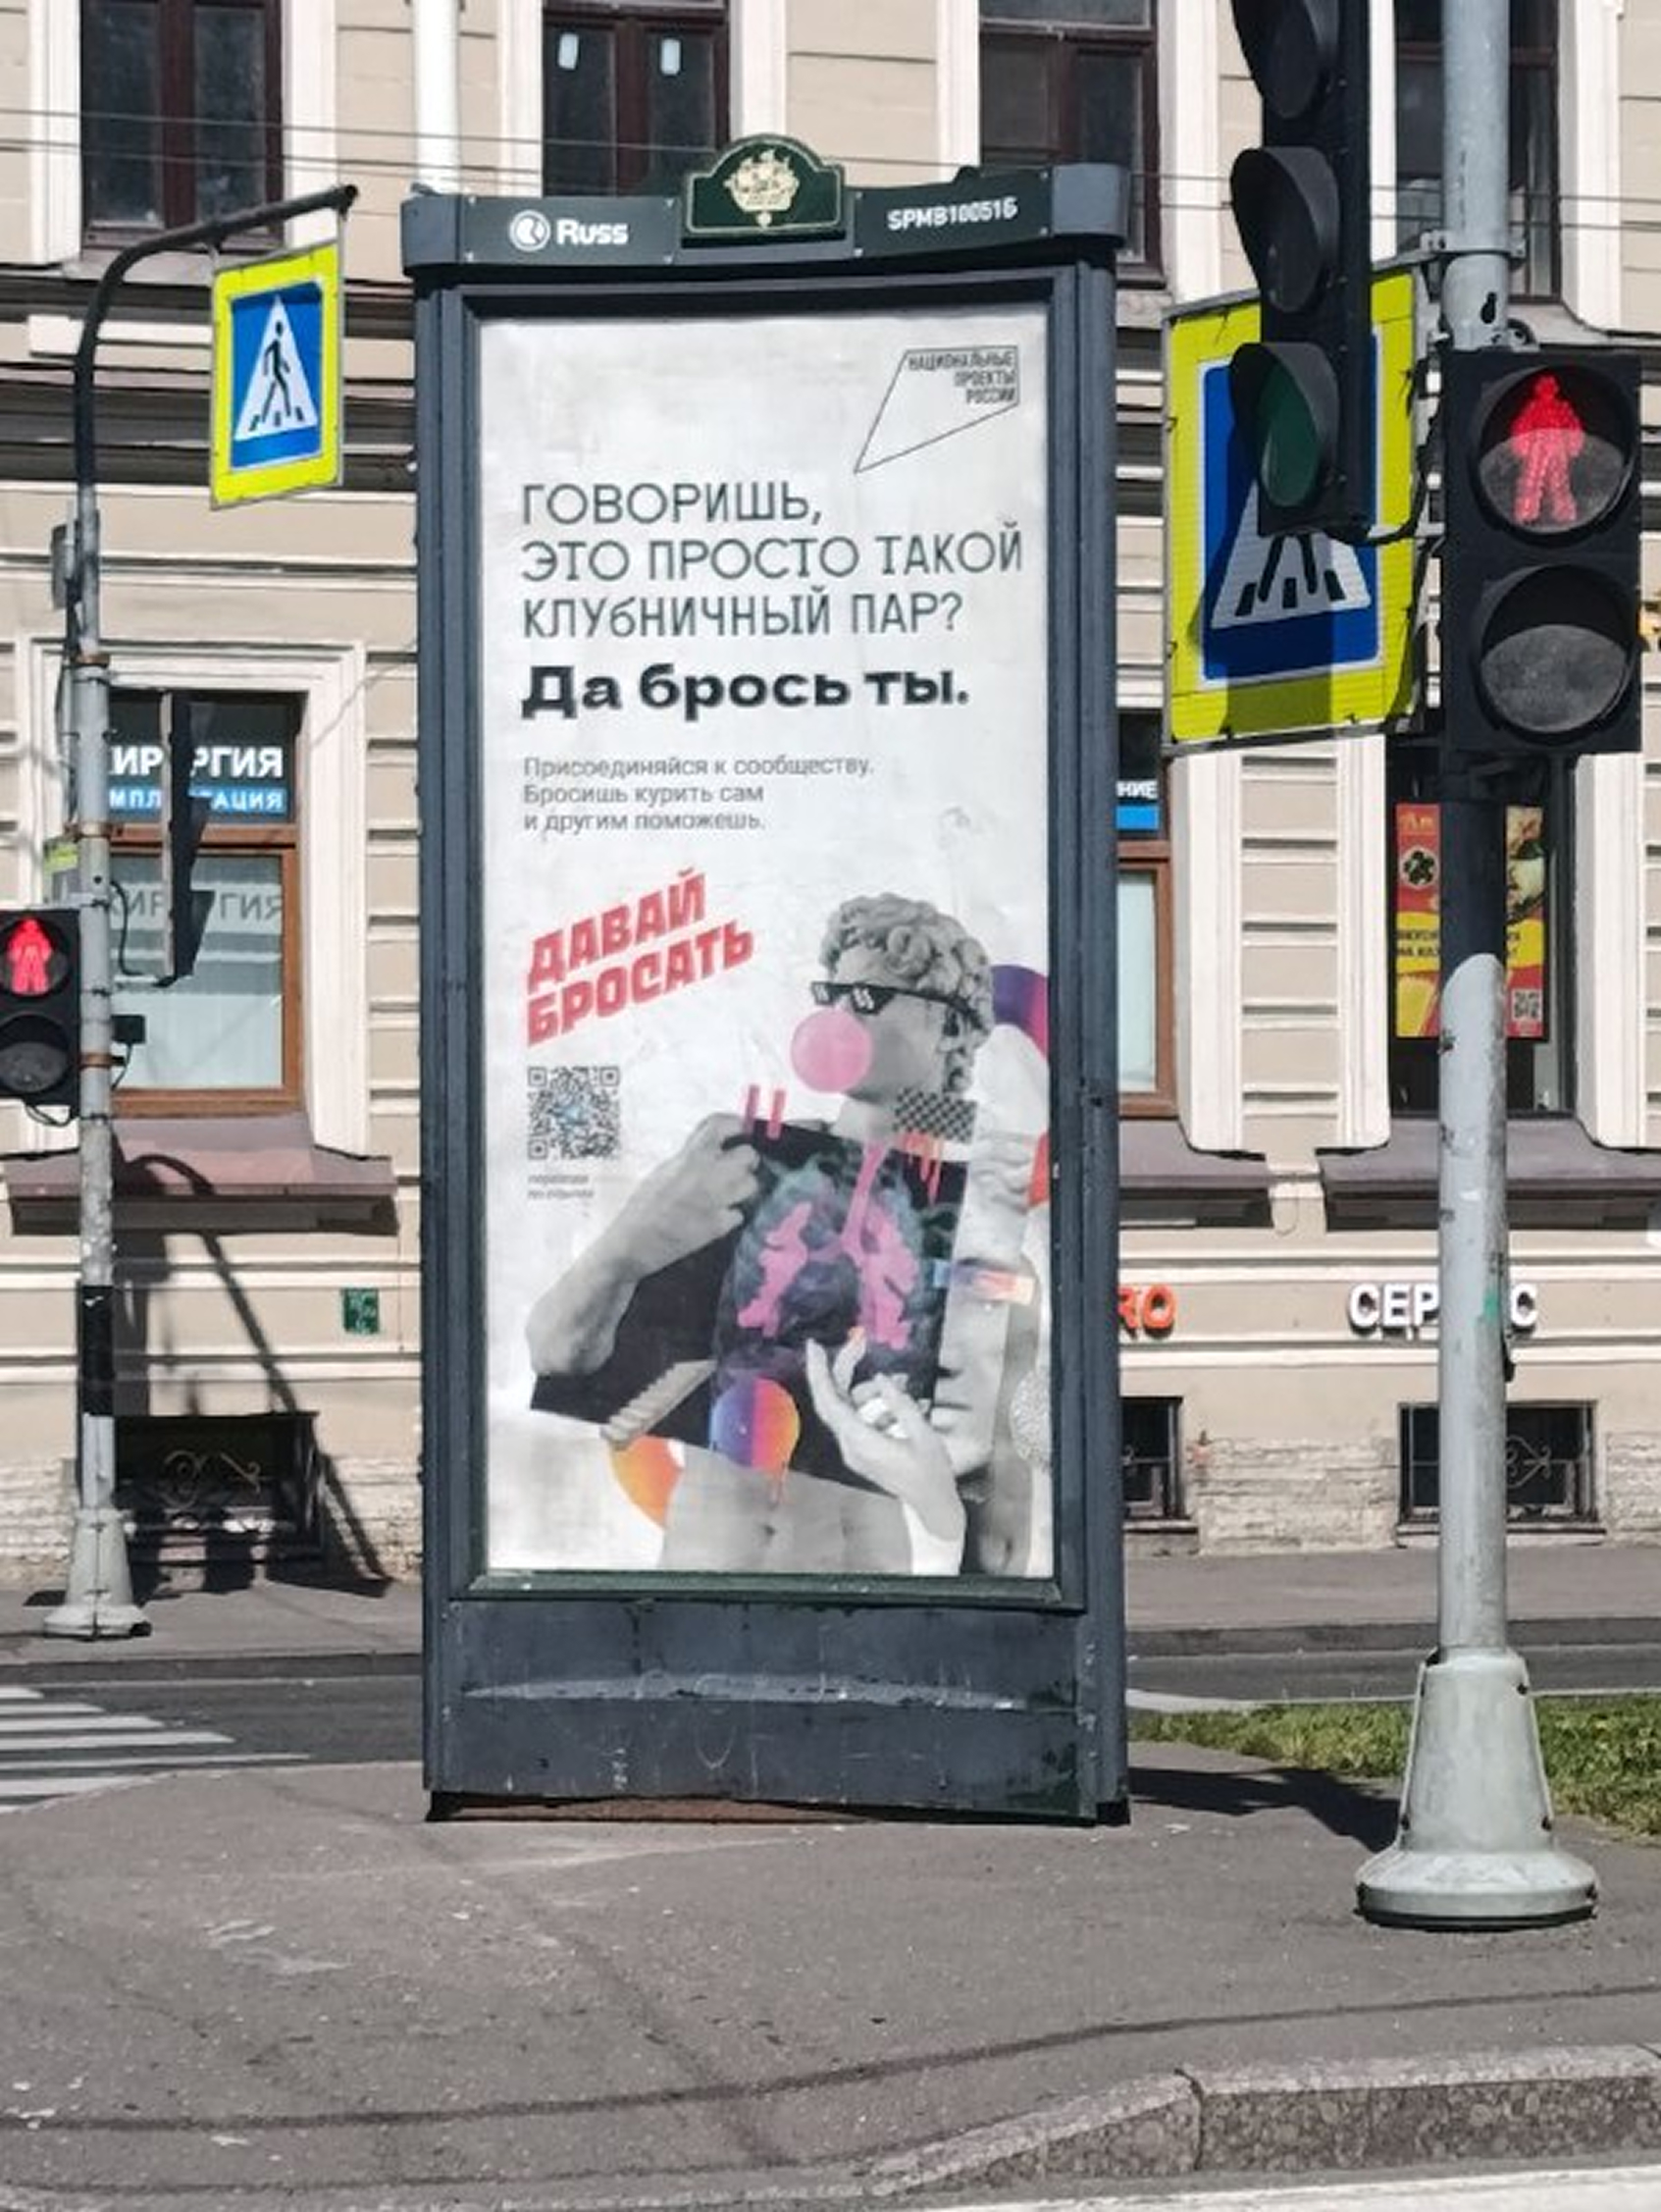 Russ
SPMB100516
НАЦИОНАЛЬНЫЕ
ПРОЕКТЫ
РОССИИ
ГОВОРИШЬ,
ЭТО ПРОСТО ТАКОЙ
КЛУБНИЧНЫЙ ПАР?
Да брось ты.
Присоединяйся к сообществу.
Бросишь курить сам
и другим поможешь.
ДАВАЙ
БРОСАТЬ